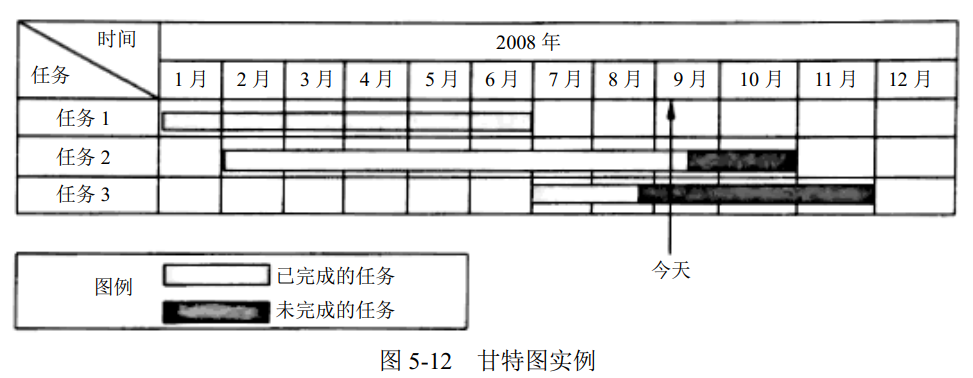 时间
2008 年
任务
1 月 2 月 3 月 4 月 5 月 6 月 7 月 8 月 9 月 10 月 11 月 12 月
任务 1
任务 2
任务 3
今天
图例
已完成的任务
未完成的任务
图 5-12 甘特图实例